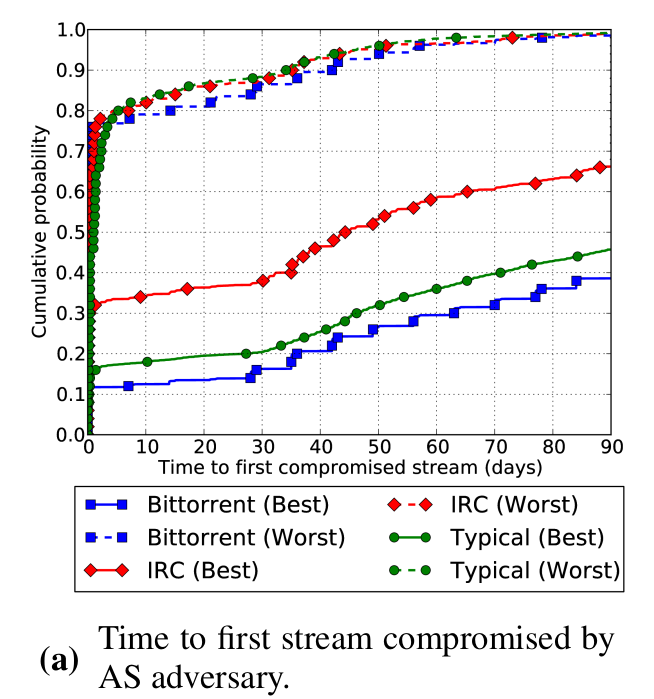 1.0
0.9
0.8
0.7
0.6
0.5
0.4
0.3
0.2
0.1
0.0
Cumulative probability
0 10 20 30 40 50 60 70 80 90
Time to first compromised stream (days)
Bittorrent (Best)
Bittorrent (Worst)
IRC (Best)
IRC (Worst)
Typical (Best)
Typical (Worst)
(a) Time to first stream compromised by
AS adversary.